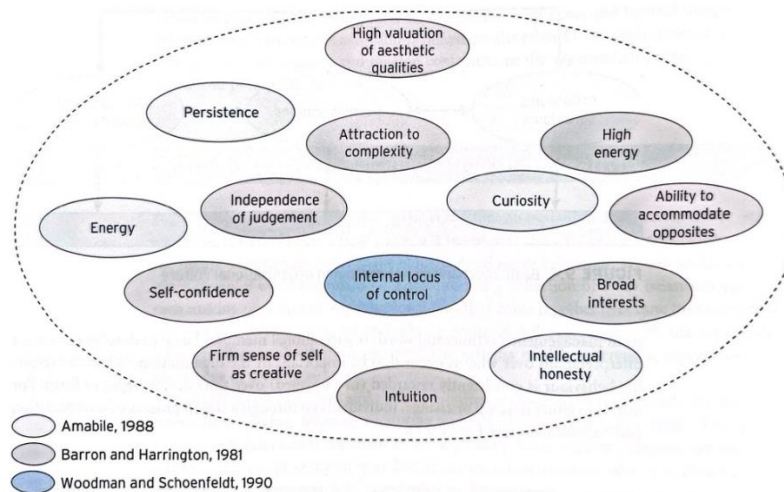 High valuation
of aesthetic
qualities
Persistence
Attraction to
complexity
High
energy
Independence
of judgement
Curiosity
Ability to
accommodate
opposites
Energy
Self-confidence
Internal locus
of control
Broad
interests
Firm sense of self
as creative
Intuition
Intellectual
honesty
Amabile, 1988
Barron and Harrington, 1981
Woodman and Schoenfeldt, 1990